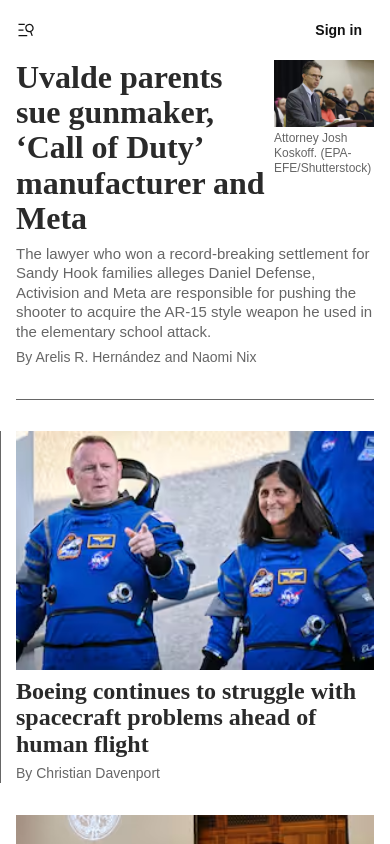 Sign in
Uvalde parents
sue gunmaker,
‘Call of Duty’
manufacturer and
Meta
Attorney Josh
Koskoff. (EPA-
EFE/Shutterstock)
The lawyer who won a record-breaking settlement for
Sandy Hook families alleges Daniel Defense,
Activision and Meta are responsible for pushing the
shooter to acquire the AR-15 style weapon he used in
the elementary school attack.
By Arelis R. Hernández and Naomi Nix
NASA
NASA
Boeing continues to struggle with
spacecraft problems ahead of
human flight
By Christian Davenport